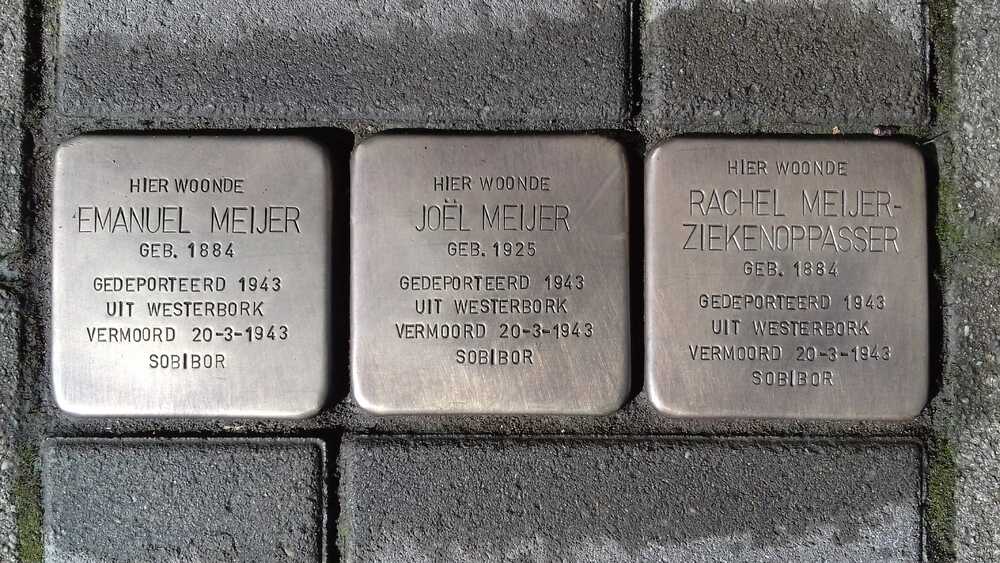 HIER WOONDE
EMANUEL MEIJER
GEB. 1884
GEDEPORTEERD 1943
UIT WESTERBORK
VERMOORD 20-3-1943
SOBIBOR
HIER WOONDE
JOËL MEIJER
GEB. 1925
GEDEPORTEERD 1943
UIT WESTERBORK
VERMOORD 20-3-1943
SOBIBOR
HIER WOONDE
RACHEL MEIJER-
ZIEKENOPPASSER
GEB. 1884
GEDEPORTEERD 1943
UIT WESTERBORK
VERMOORD 20-3-1943
SOBIBOR